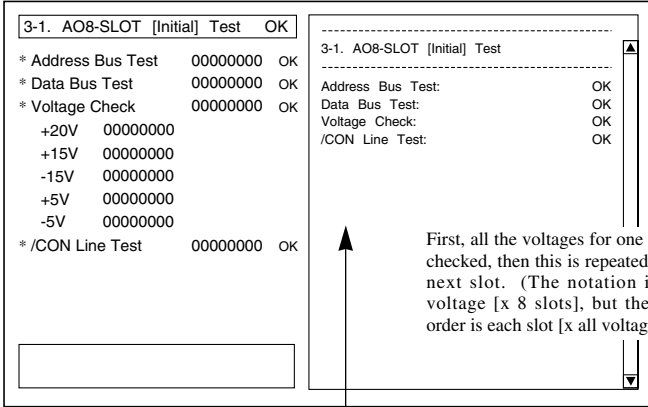 3-1. AO8-SLOT [Initial] Test OK
* Address Bus Test 00000000 OK
* Data Bus Test 00000000 OK
* Voltage Check 00000000 OK
+20V 00000000
+15V 00000000
-15V 00000000
+5V 00000000
-5V 00000000
* /CON Line Test 00000000 OK
3-1. AO8-SLOT [Initial] Test
Address Bus Test: OK
Data Bus Test: OK
Voltage Check: OK
/CON Line Test: OK
First, all the voltages for one
checked, then this is repeated
next slot. (The notation i
voltage [x 8 slots], but the
order is each slot [x all voltag